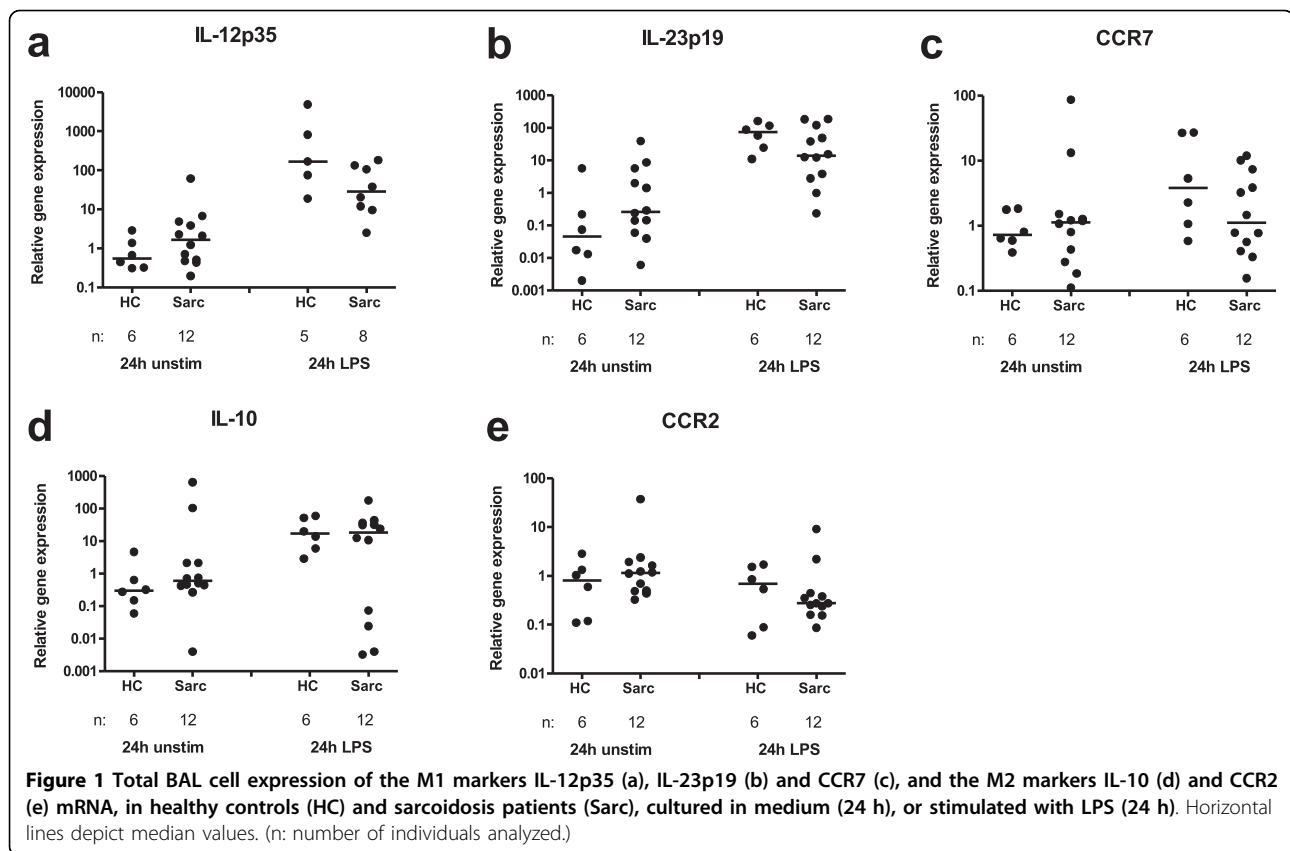 a
IL-12p35
Relative gene expression
10000
1000
100
10
1
0.1
HC Sarc HC Sarc
n: 6 12 5 8
24h unstim 24h LPS
b
IL-23p19
Relative gene expression
1000
100
10
1
0.1
0.01
0.001
HC Sarc HC Sarc
n: 6 12 6 12
24h unstim 24h LPS
c
CCR7
Relative gene expression
100
10
1
0.1
HC Sarc HC Sarc
n: 6 12 6 12
24h unstim 24h LPS
d
IL-10
Relative gene expression
1000
100
10
1
0.1
0.01
0.001
HC Sarc HC Sarc
n: 6 12 6 12
24h unstim 24h LPS
e
CCR2
Relative gene expression
100
10
1
0.1
0.01
HC Sarc HC Sarc
n: 6 12 6 12
24h unstim 24h LPS
Figure 1 Total BAL cell expression of the M1 markers IL-12p35 (a), IL-23p19 (b) and CCR7 (c), and the M2 markers IL-10 (d) and CCR2
(e) mRNA, in healthy controls (HC) and sarcoidosis patients (Sarc), cultured in medium (24 h), or stimulated with LPS (24 h). Horizontal
lines depict median values. (n: number of individuals analyzed.)